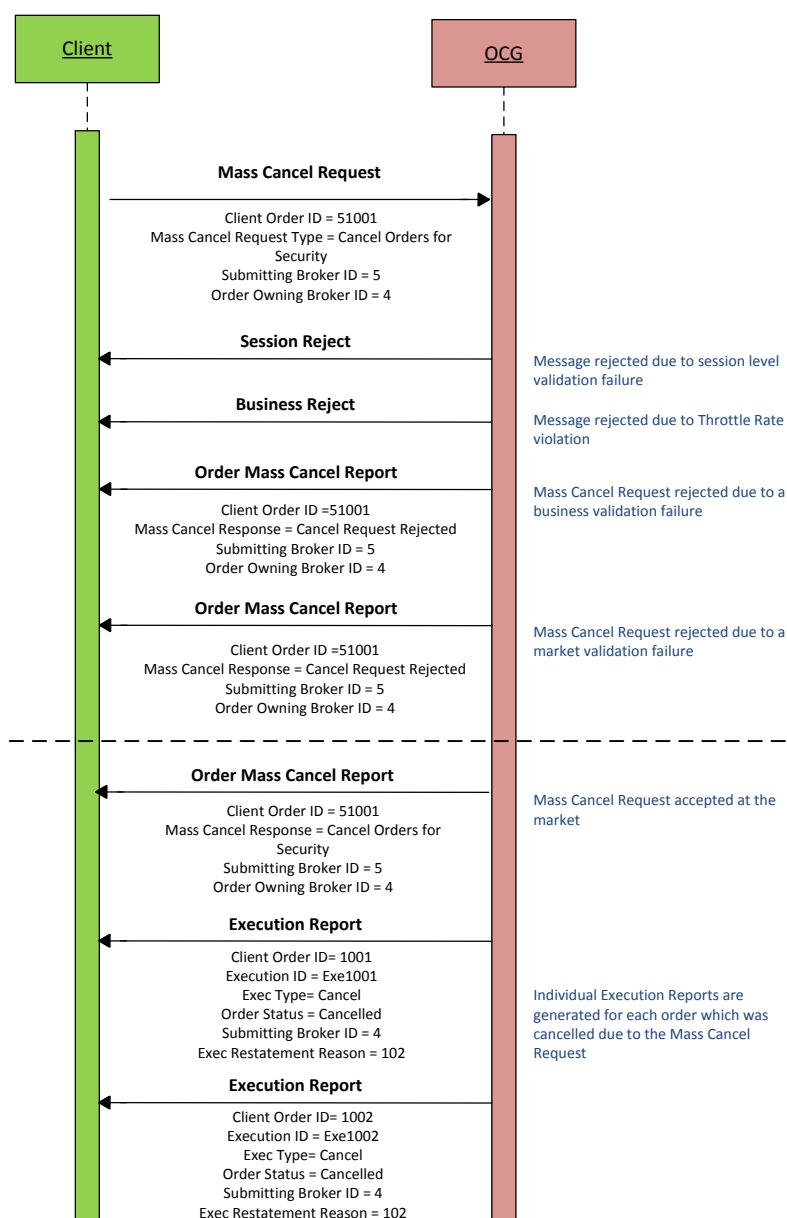 Client
OCG
Mass Cancel Request
Client Order ID = 51001
Mass Cancel Request Type = Cancel Orders for
Security
Submitting Broker ID = 5
Order Owning Broker ID = 4
Session Reject
Message rejected due to session level
validation failure
Business Reject
Message rejected due to Throttle Rate
violation
Order Mass Cancel Report
Client Order ID =51001
Mass Cancel Response = Cancel Request Rejected
Submitting Broker ID = 5
Order Owning Broker ID = 4
Mass Cancel Request rejected due to a
business validation failure
Order Mass Cancel Report
Client Order ID =51001
Mass Cancel Response = Cancel Request Rejected
Submitting Broker ID = 5
Order Owning Broker ID = 4
Mass Cancel Request rejected due to a
market validation failure
Order Mass Cancel Report
Client Order ID = 51001
Mass Cancel Response = Cancel Orders for
Security
Submitting Broker ID = 5
Order Owning Broker ID = 4
Mass Cancel Request accepted at the
market
Execution Report
Client Order ID= 1001
Execution ID = Exe1001
Exec Type= Cancel
Order Status = Cancelled
Submitting Broker ID = 4
Exec Restatement Reason = 102
Individual Execution Reports are
generated for each order which was
cancelled due to the Mass Cancel
Request
Execution Report
Client Order ID= 1002
Execution ID = Exe1002
Exec Type= Cancel
Order Status = Cancelled
Submitting Broker ID = 4
Exec Restatement Reason = 102